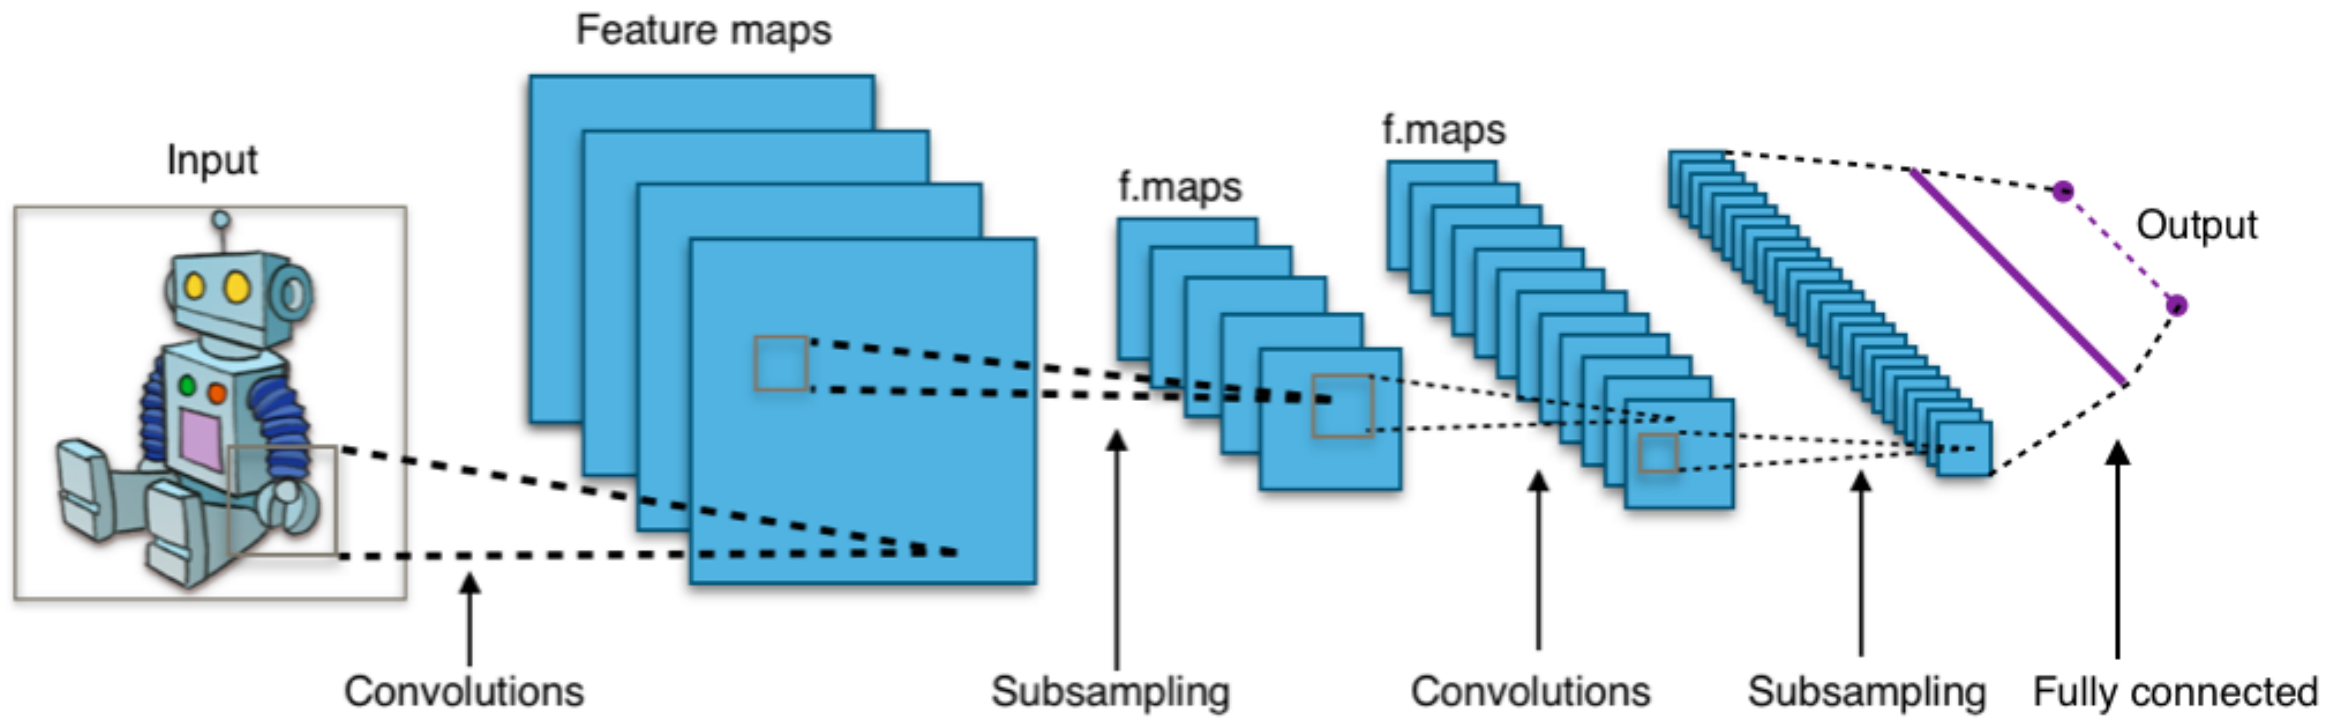 Feature maps
Input
f.maps
f.maps
Output
Convolutions
Subsampling
Convolutions
Subsampling
Fully connected